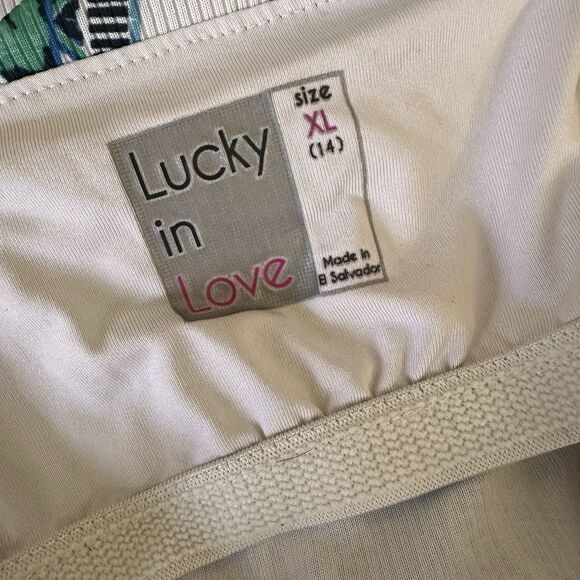 Lucky
in
Love
size
XL
(14)
Made in
El Salvador